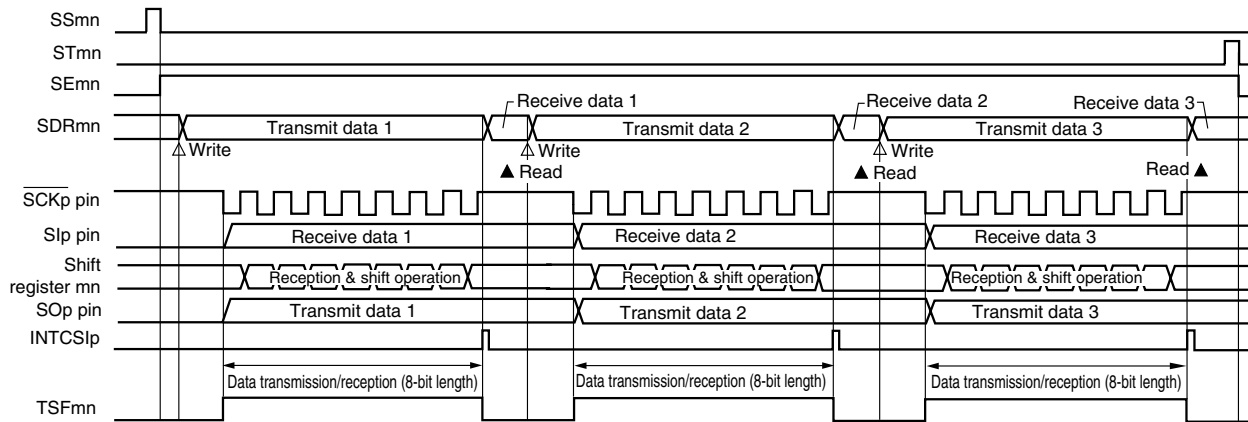 SSmn
STmn
SEmn
Receive data 1
Receive data 2
Receive data 3
SDRmn
Transmit data 1
Transmit data 2
Transmit data 3
Write
Write
Write
Read
Read
Read
SCKp pin
SIp pin
Receive data 1
Receive data 2
Receive data 3
Shift
register mn
Reception & shift operation
Reception & shift operation
Reception & shift operation
SOp pin
Transmit data 1
Transmit data 2
Transmit data 3
INTCSIp
Data transmission/reception (8-bit length)
Data transmission/reception (8-bit length)
Data transmission/reception (8-bit length)
TSFmn